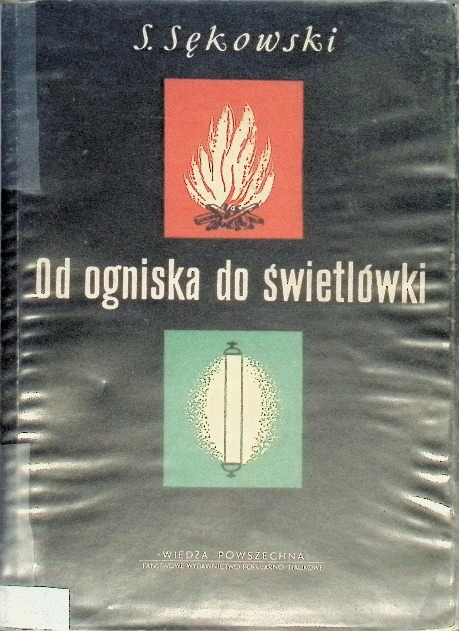 S. Sękowski
Od ogniska do świetlówki
"WIEDZA POWSZECHNA"
PAŃSTWOWE WYDAWNICTWO POPULARNO-NAUKOWE